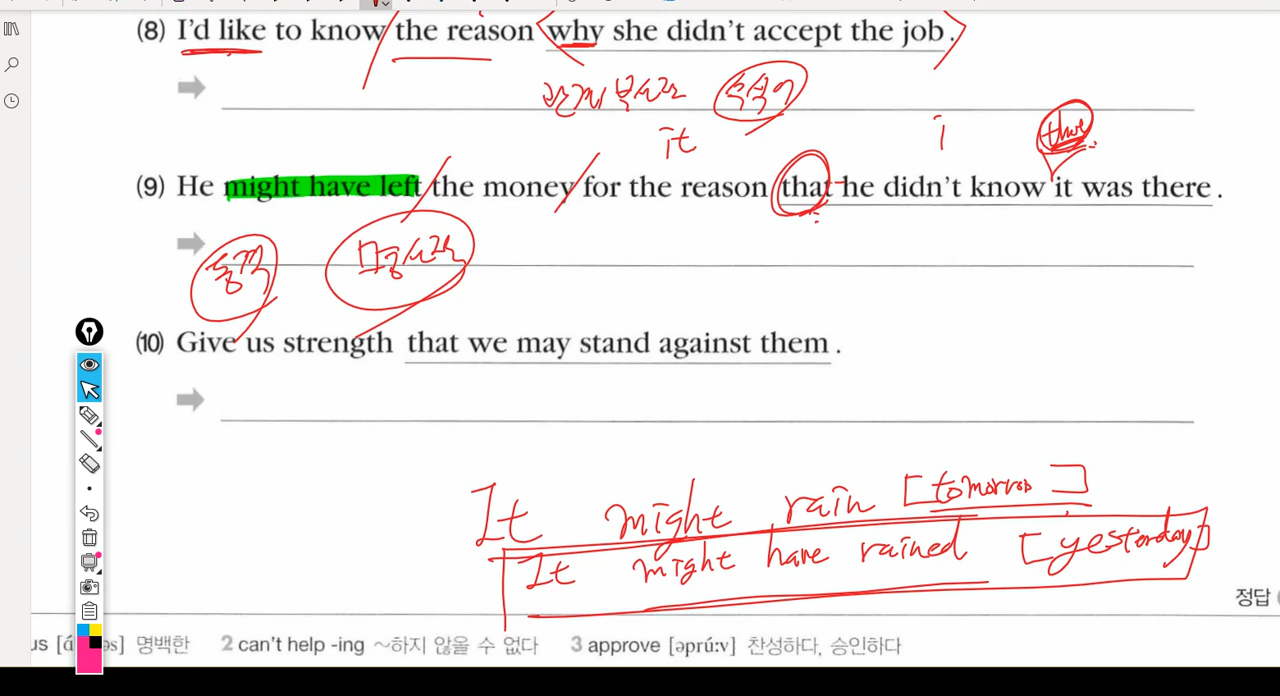 (8) I'd like to know the reason why she didn't accept the job.
관계부사절 수식어
it
i
that
(9) He might have left the money for the reason that he didn't know it was there.
동격
(10) Give us strength that we may stand against them.
It might rain [tomorrow]
It might have rained [yesterday]
정답
명백한 2 can't help -ing ～하지 않을 수 없다 3 approve [əprúːv] 찬성하다, 승인하다